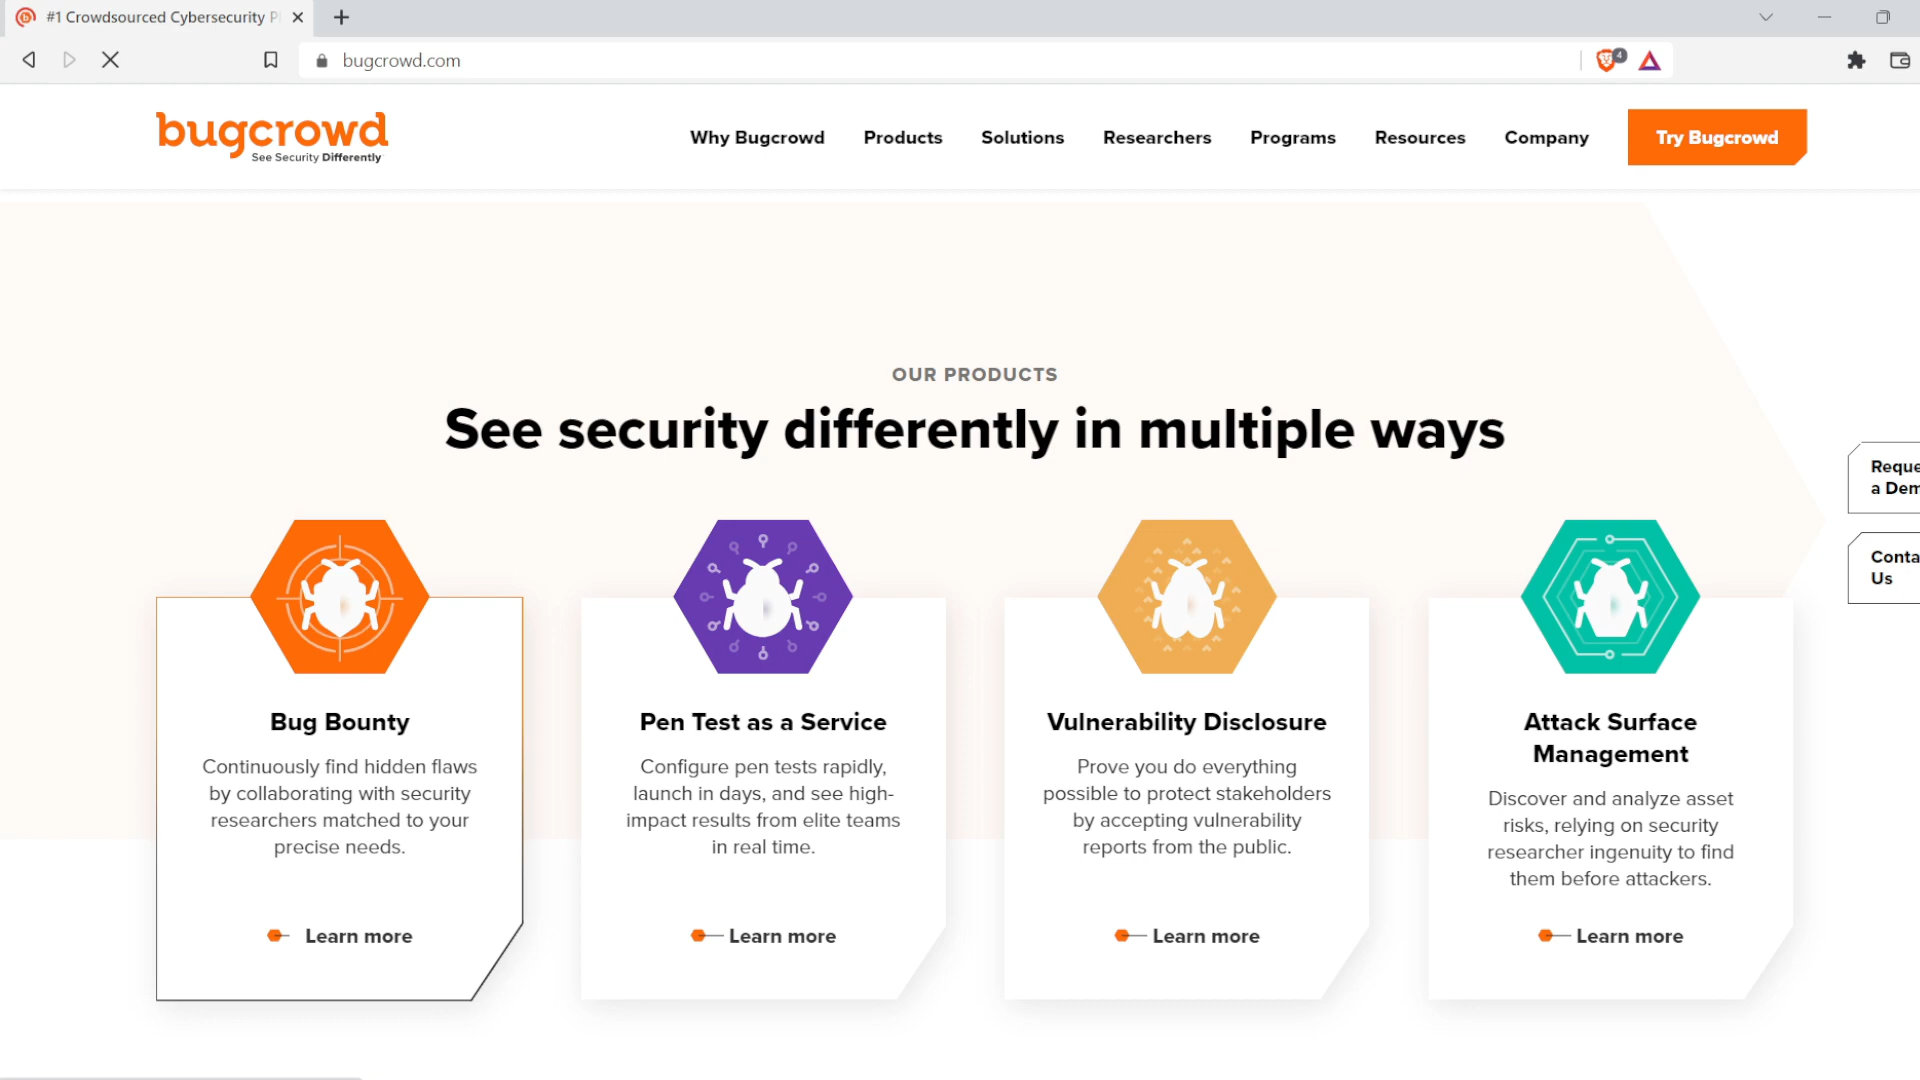 #1 Crowdsourced Cybersecurity P
bugcrowd.com
4
bugcrowd
See Security Differently
Why Bugcrowd
Products
Solutions
Researchers
Programs
Resources
Company
Try Bugcrowd
OUR PRODUCTS
See security differently in multiple ways
Reque
a Dem
Conta
Us
Bug Bounty
Continuously find hidden flaws
by collaborating with security
researchers matched to your
precise needs.
Learn more
Pen Test as a Service
Configure pen tests rapidly,
launch in days, and see high-
impact results from elite teams
in real time.
Learn more
Vulnerability Disclosure
Prove you do everything
possible to protect stakeholders
by accepting vulnerability
reports from the public.
Learn more
Attack Surface
Management
Discover and analyze asset
risks, relying on security
researcher ingenuity to find
them before attackers.
Learn more